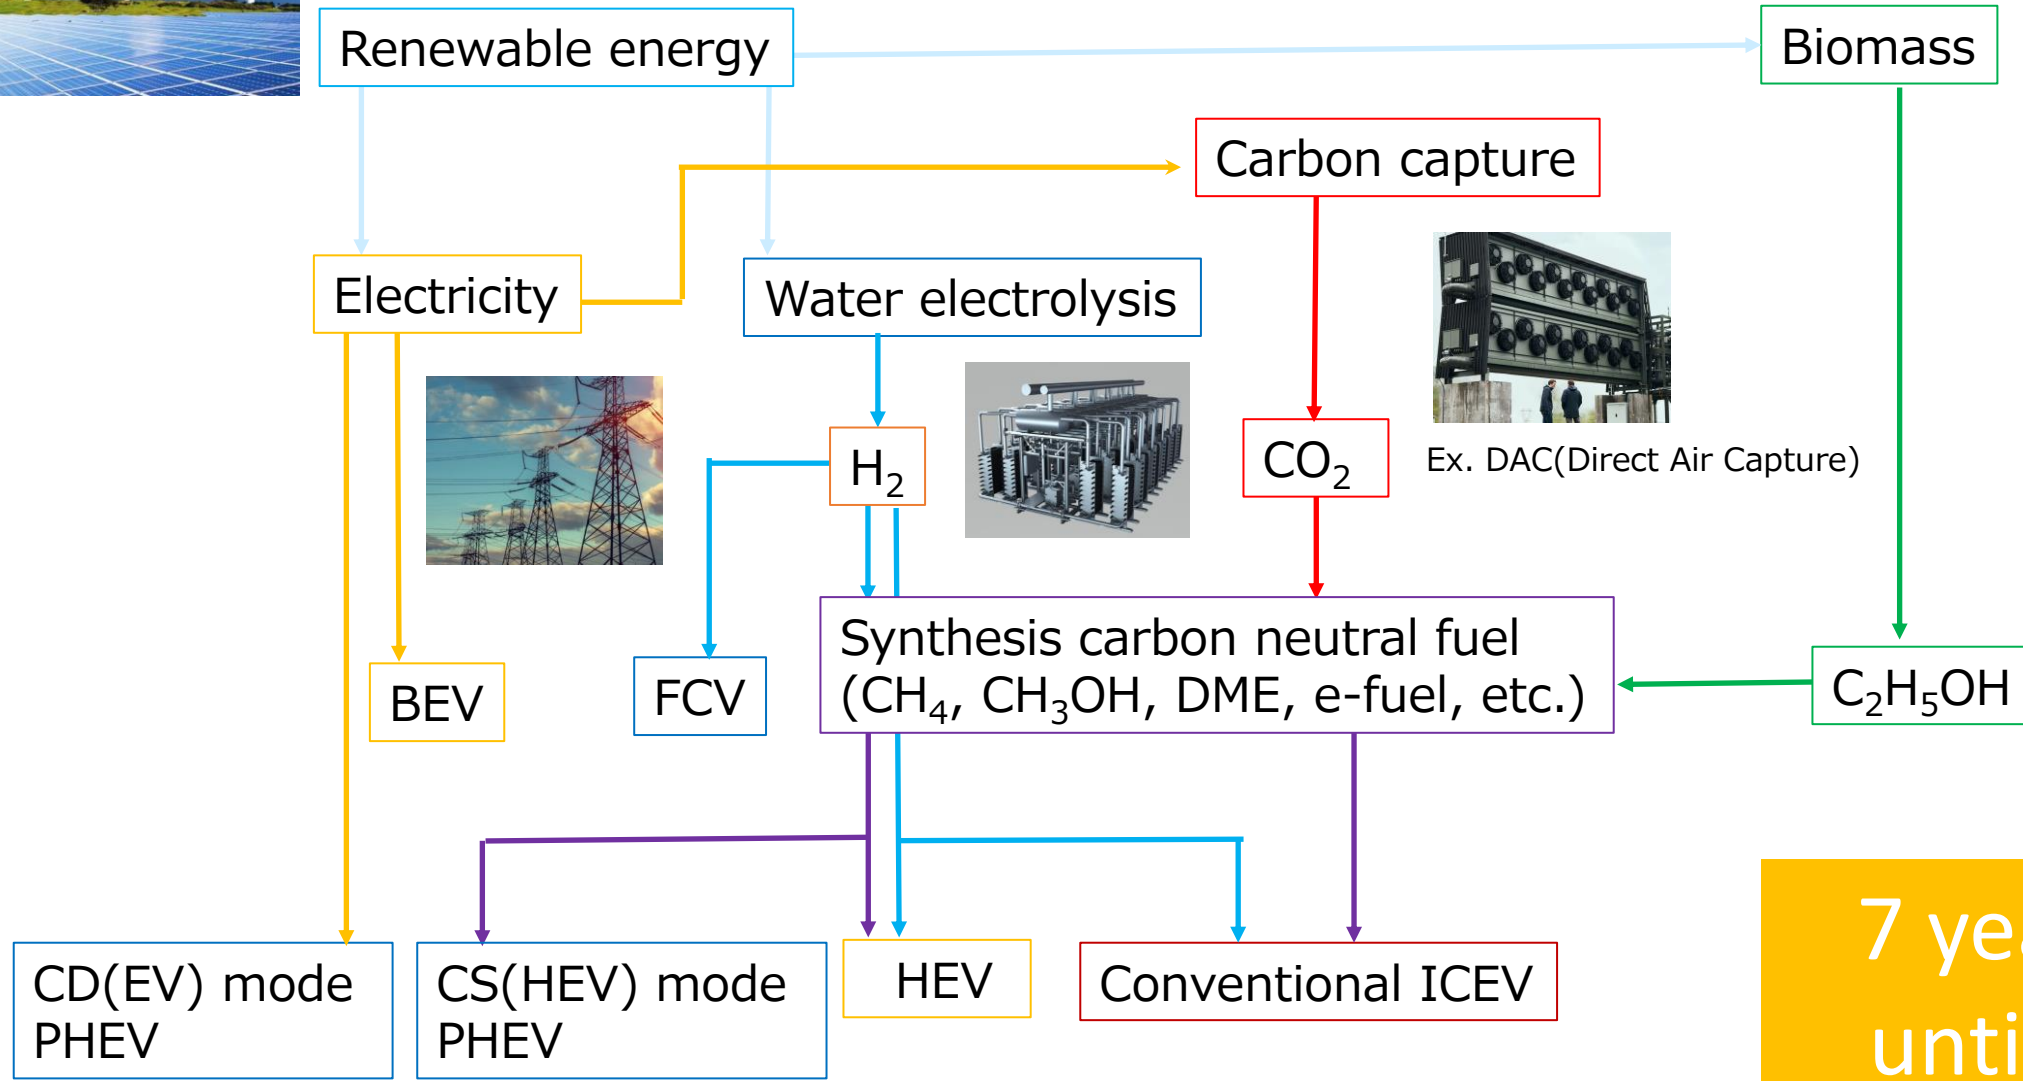 Renewable energy
Biomass
Carbon capture
Electricity
Water electrolysis
H₂
CO₂
Ex. DAC(Direct Air Capture)
Synthesis carbon neutral fuel
(CH₄, CH₃OH, DME, e-fuel, etc.)
C₂H₅OH
BEV
FCV
CD(EV) mode
PHEV
CS(HEV) mode
PHEV
HEV
Conventional ICEV
7